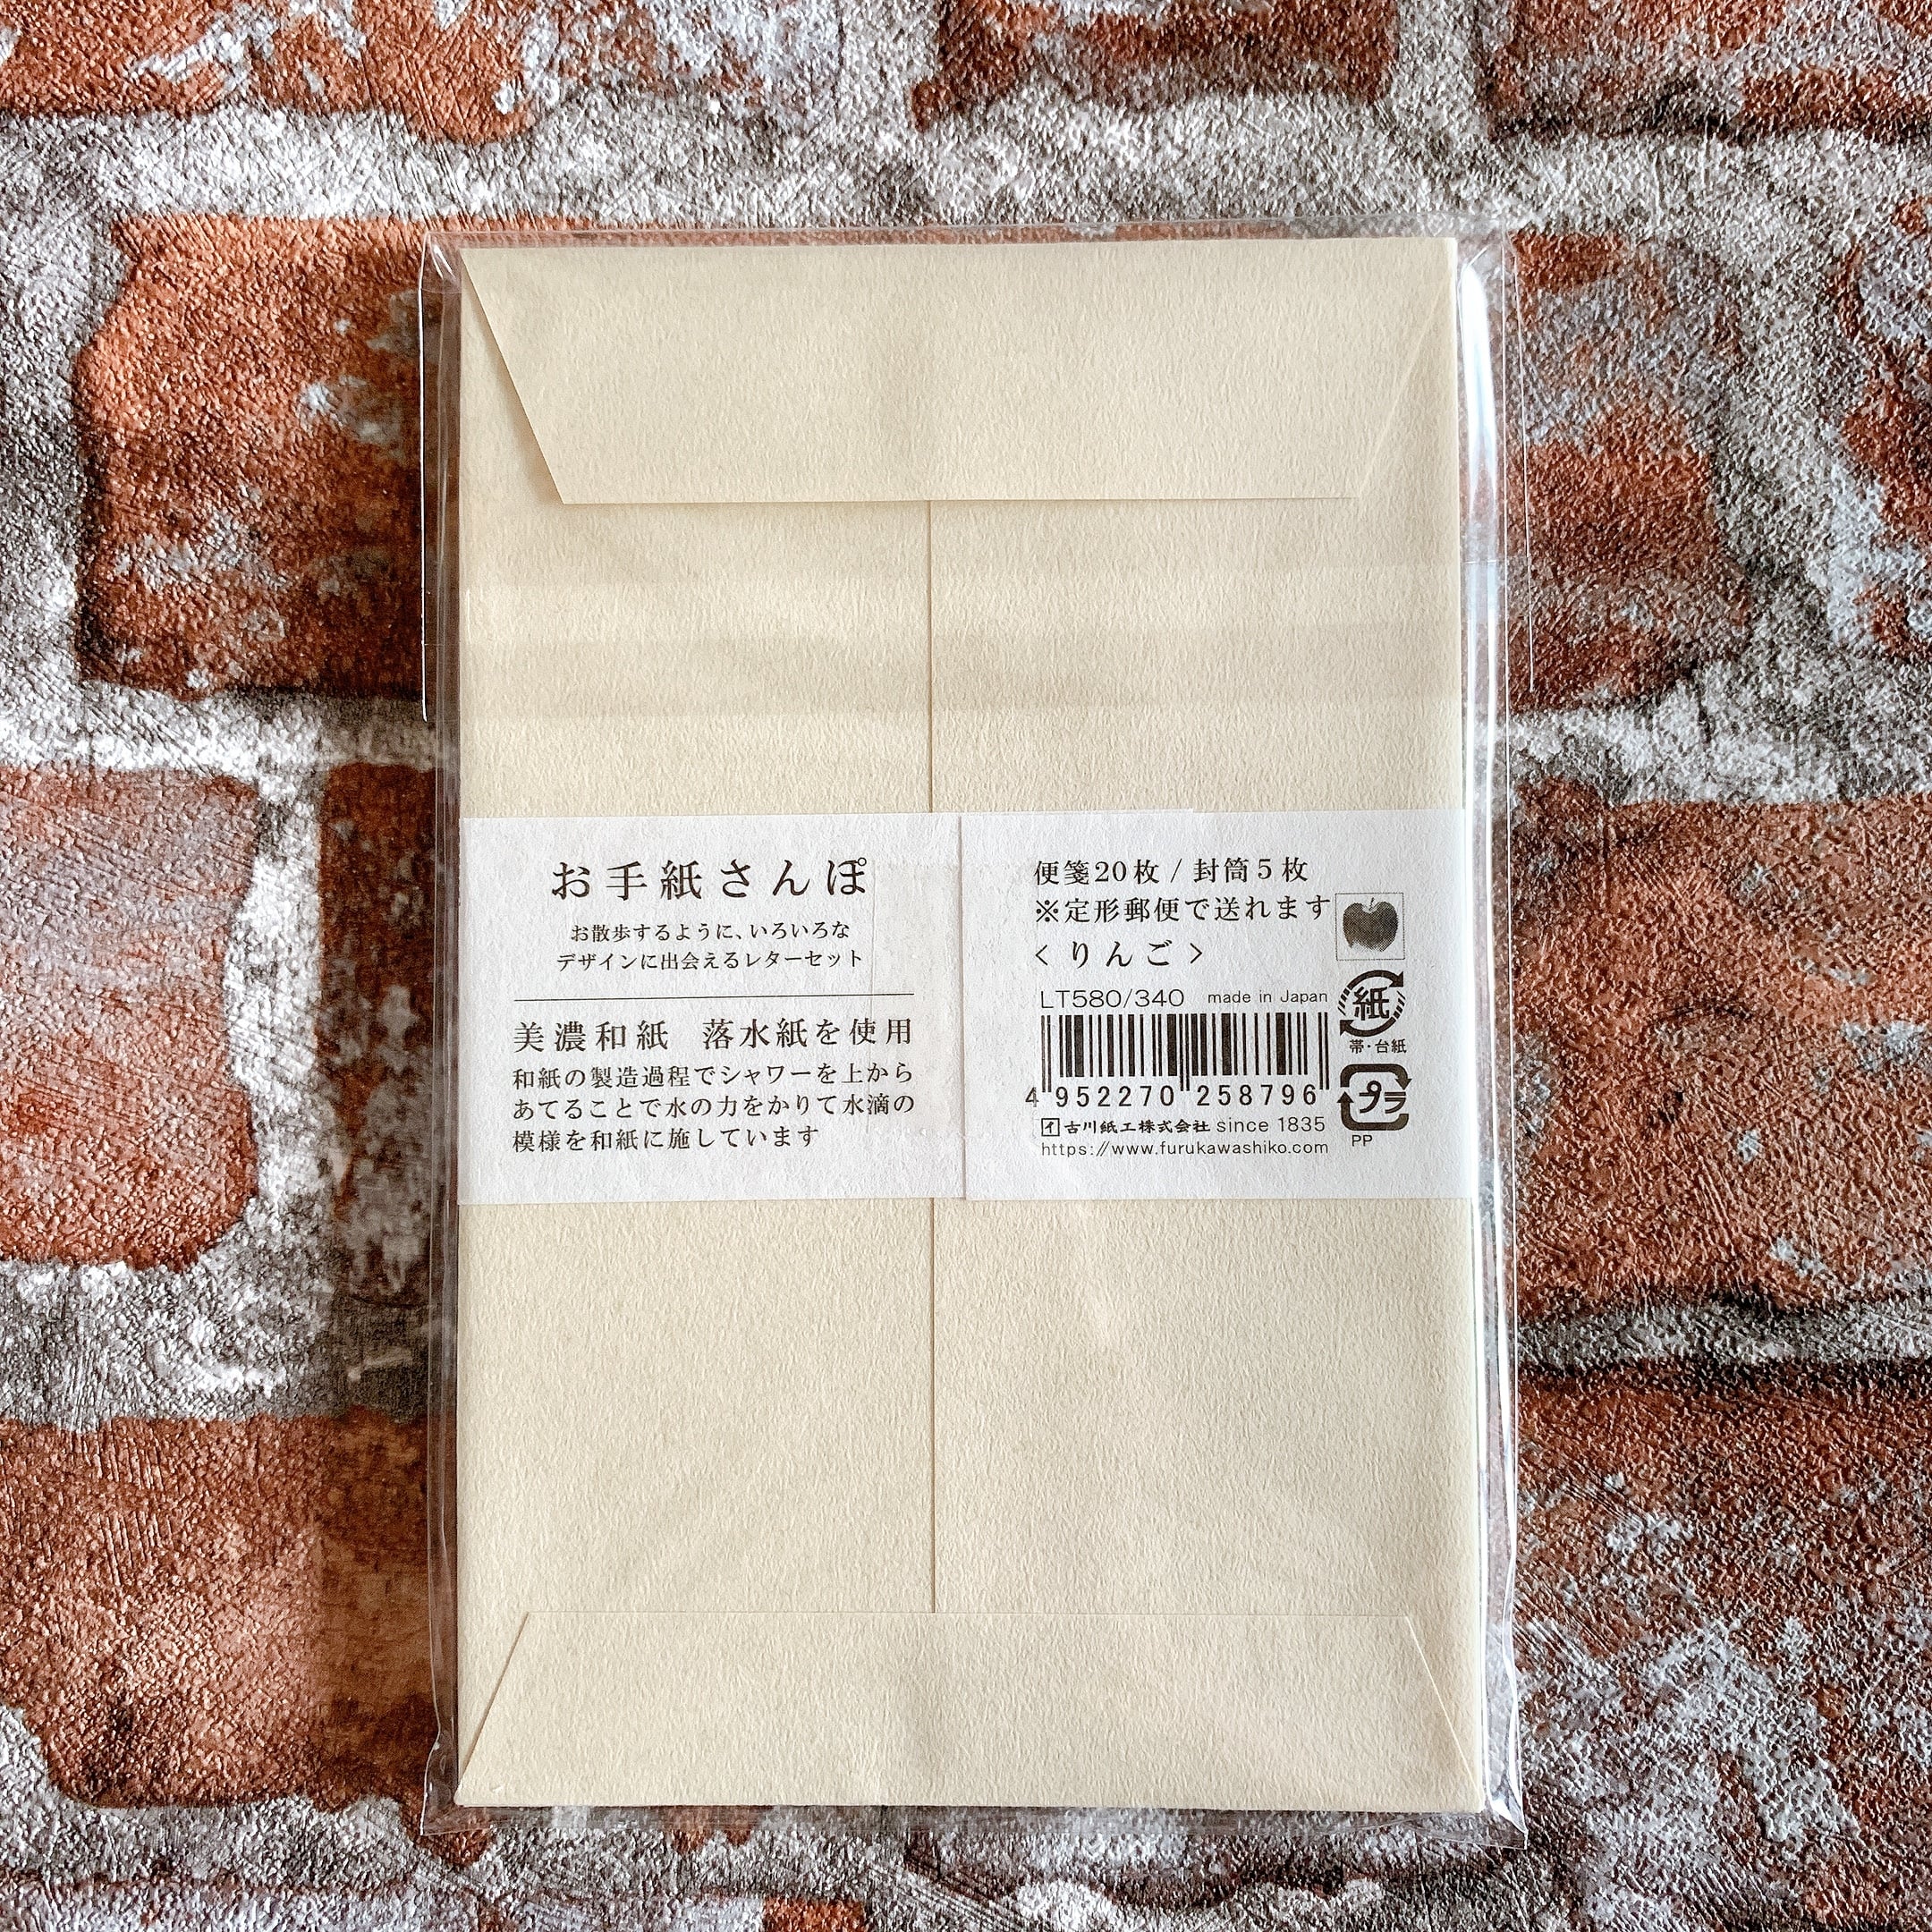 お手紙さんぽ
お散歩するように、いろいろな
デザインに出会えるレターセット
美濃和紙 落水紙を使用
和紙の製造過程でシャワーを上から
あてることで水の力をかりて水滴の
模様を和紙に施しています
便箋20枚 / 封筒5枚
※定形郵便で送れます
<りんご>
LT580/340 made in Japan
4 952270 258796
イ 古川紙工株式会社 since 1835
https://www.furukawashiko.com
紙
帯・台紙
プラ
PP